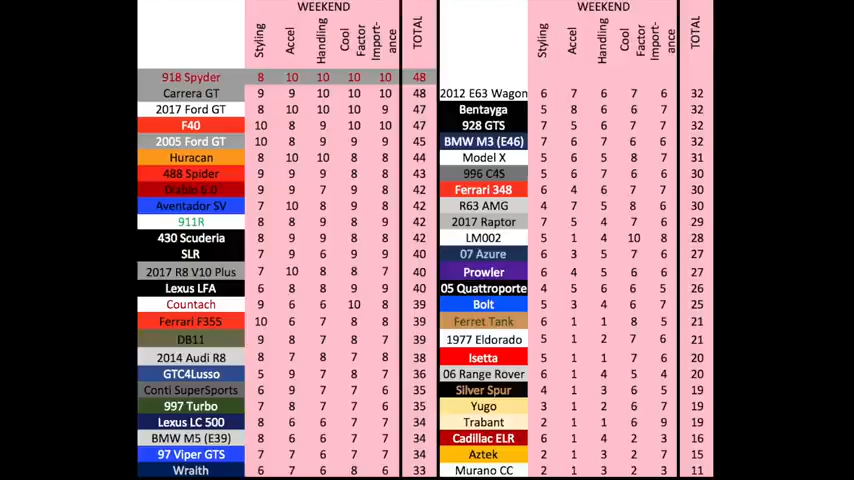 WEEKEND
Styling Accel Handling Cool Factor Import-ance TOTAL
918 Spyder 8 10 10 10 10 48
Carrera GT 9 9 10 10 10 48
2017 Ford GT 8 10 10 10 9 47
F40 10 8 9 10 10 47
2005 Ford GT 10 8 9 9 9 45
Huracan 8 10 10 8 8 44
488 Spider 9 9 9 8 8 43
Diablo 6.0 9 9 7 9 8 42
Aventador SV 7 10 8 9 8 42
911R 8 8 9 8 9 42
430 Scuderia 8 9 9 8 8 42
SLR 7 9 6 9 9 40
2017 R8 V10 Plus 7 10 8 8 7 40
Lexus LFA 6 8 8 9 9 40
Countach 9 6 6 10 8 39
Ferrari F355 10 6 7 8 8 39
DB11 9 8 7 8 7 39
2014 Audi R8 8 7 8 7 8 38
GTC4Lusso 5 9 7 8 7 36
Conti SuperSports 6 9 7 7 6 35
997 Turbo 7 8 7 7 6 35
Lexus LC 500 8 6 6 7 7 34
BMW M5 (E39) 8 6 6 7 7 34
97 Viper GTS 7 7 6 7 7 34
Wraith 6 7 6 8 6 33
WEEKEND
Styling Accel Handling Cool Factor Import-ance TOTAL
2012 E63 Wagon 6 7 6 7 6 32
Bentayga 5 8 6 6 7 32
928 GTS 7 5 6 7 7 32
BMW M3 (E46) 7 6 7 6 6 32
Model X 5 6 5 8 7 31
996 C4S 5 6 7 6 6 30
Ferrari 348 6 4 6 7 7 30
R63 AMG 4 7 5 8 6 30
2017 Raptor 7 5 4 7 6 29
LM002 5 1 4 10 8 28
07 Azure 6 3 5 7 6 27
Prowler 6 4 5 6 6 27
05 Quattroporte 4 5 6 6 5 26
Bolt 5 3 4 6 7 25
Ferret Tank 6 1 1 8 5 21
1977 Eldorado 5 1 2 7 6 21
Isetta 5 1 1 7 6 20
06 Range Rover 6 1 4 5 4 20
Silver Spur 4 1 3 6 5 19
Yugo 3 1 2 6 7 19
Trabant 2 1 1 6 9 19
Cadillac ELR 6 1 4 2 3 16
Aztek 2 1 3 2 7 15
Murano CC 2 1 3 2 3 11